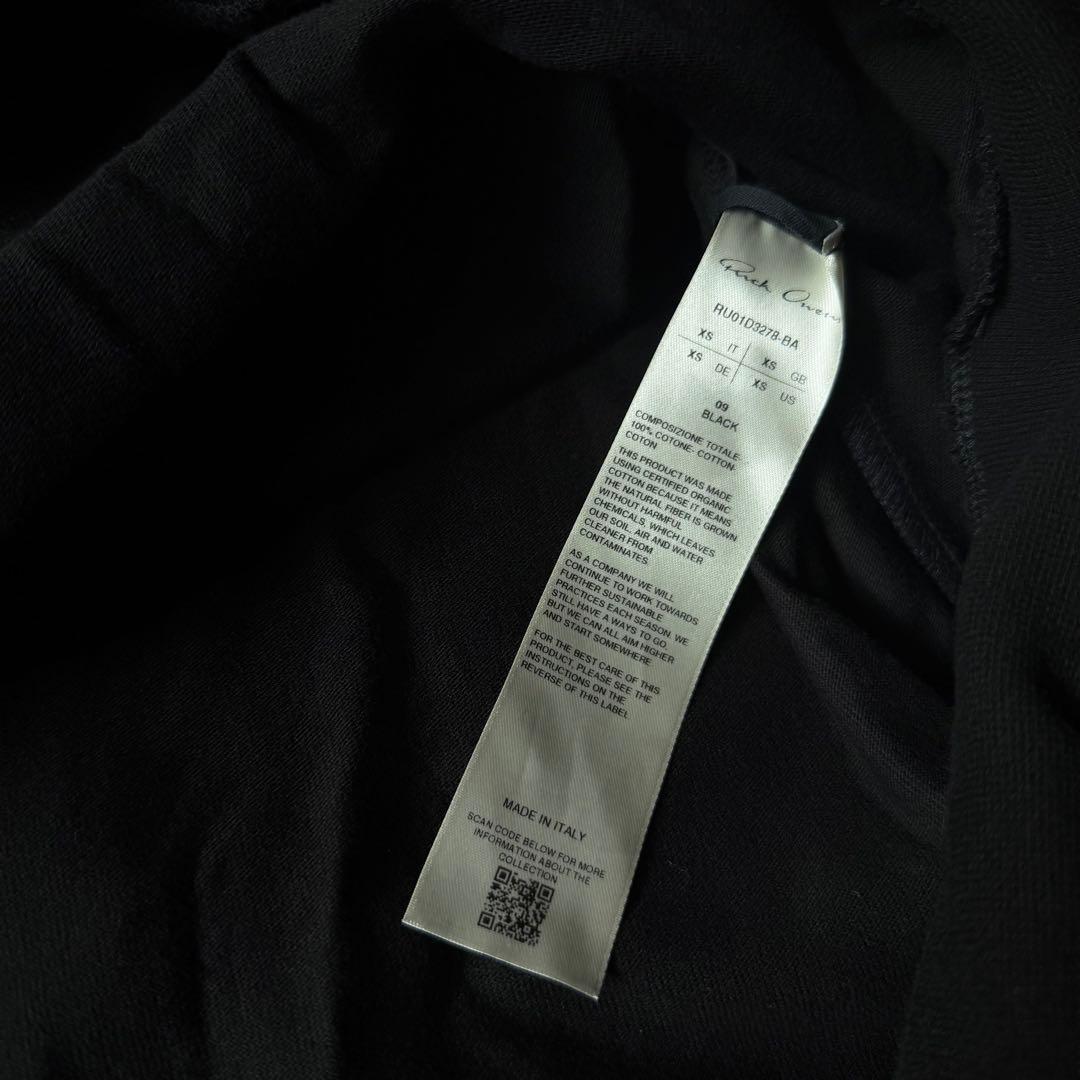 Rick Owens
RU01D3278-BA
XS IT XS GB
XS DE XS US
09
BLACK
COMPOSIZIONE TOTALE-
100% COTONE- COTTON-
COTON
THIS PRODUCT WAS MADE
USING CERTIFIED ORGANIC
COTTON BECAUSE IT MEANS
THE NATURAL FIBER IS GROWN
WITHOUT HARMFUL
CHEMICALS, WHICH LEAVES
OUR SOIL, AIR AND WATER
CLEANER FROM
CONTAMINATES.
AS A COMPANY WE WILL
CONTINUE TO WORK TOWARDS
FURTHER SUSTAINABLE
PRACTICES EACH SEASON. WE
STILL HAVE A WAYS TO GO.
BUT WE CAN ALL AIM HIGHER
AND START SOMEWHERE
FOR THE BEST CARE OF THIS
PRODUCT, PLEASE SEE THE
INSTRUCTIONS ON THE
REVERSE OF THIS LABEL
MADE IN ITALY
SCAN CODE BELOW FOR MORE
INFORMATION ABOUT THE
COLLECTION